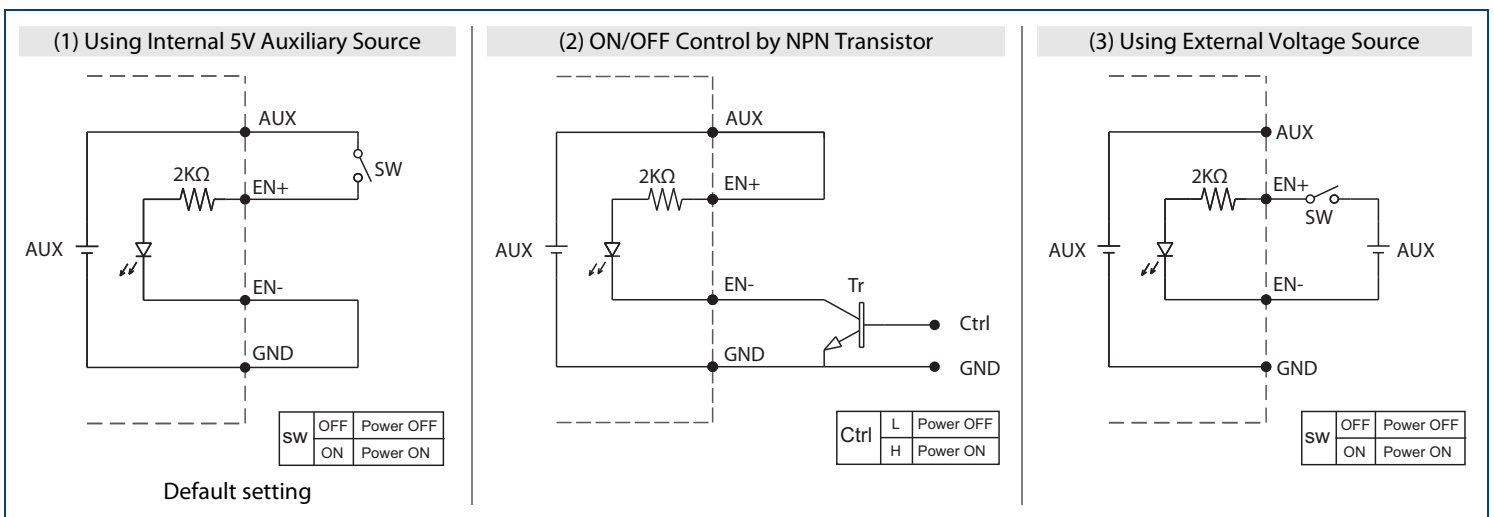 (1) Using Internal 5V Auxiliary Source
AUX
2KΩ
EN+
SW
AUX
EN-
GND
SW
OFF Power OFF
ON Power ON
Default setting
(2) ON/OFF Control by NPN Transistor
AUX
2KΩ
EN+
AUX
EN-
Tr
Ctrl
GND
GND
Ctrl
L Power OFF
H Power ON
(3) Using External Voltage Source
AUX
2KΩ
EN+
SW
AUX
AUX
EN-
GND
SW
OFF Power OFF
ON Power ON